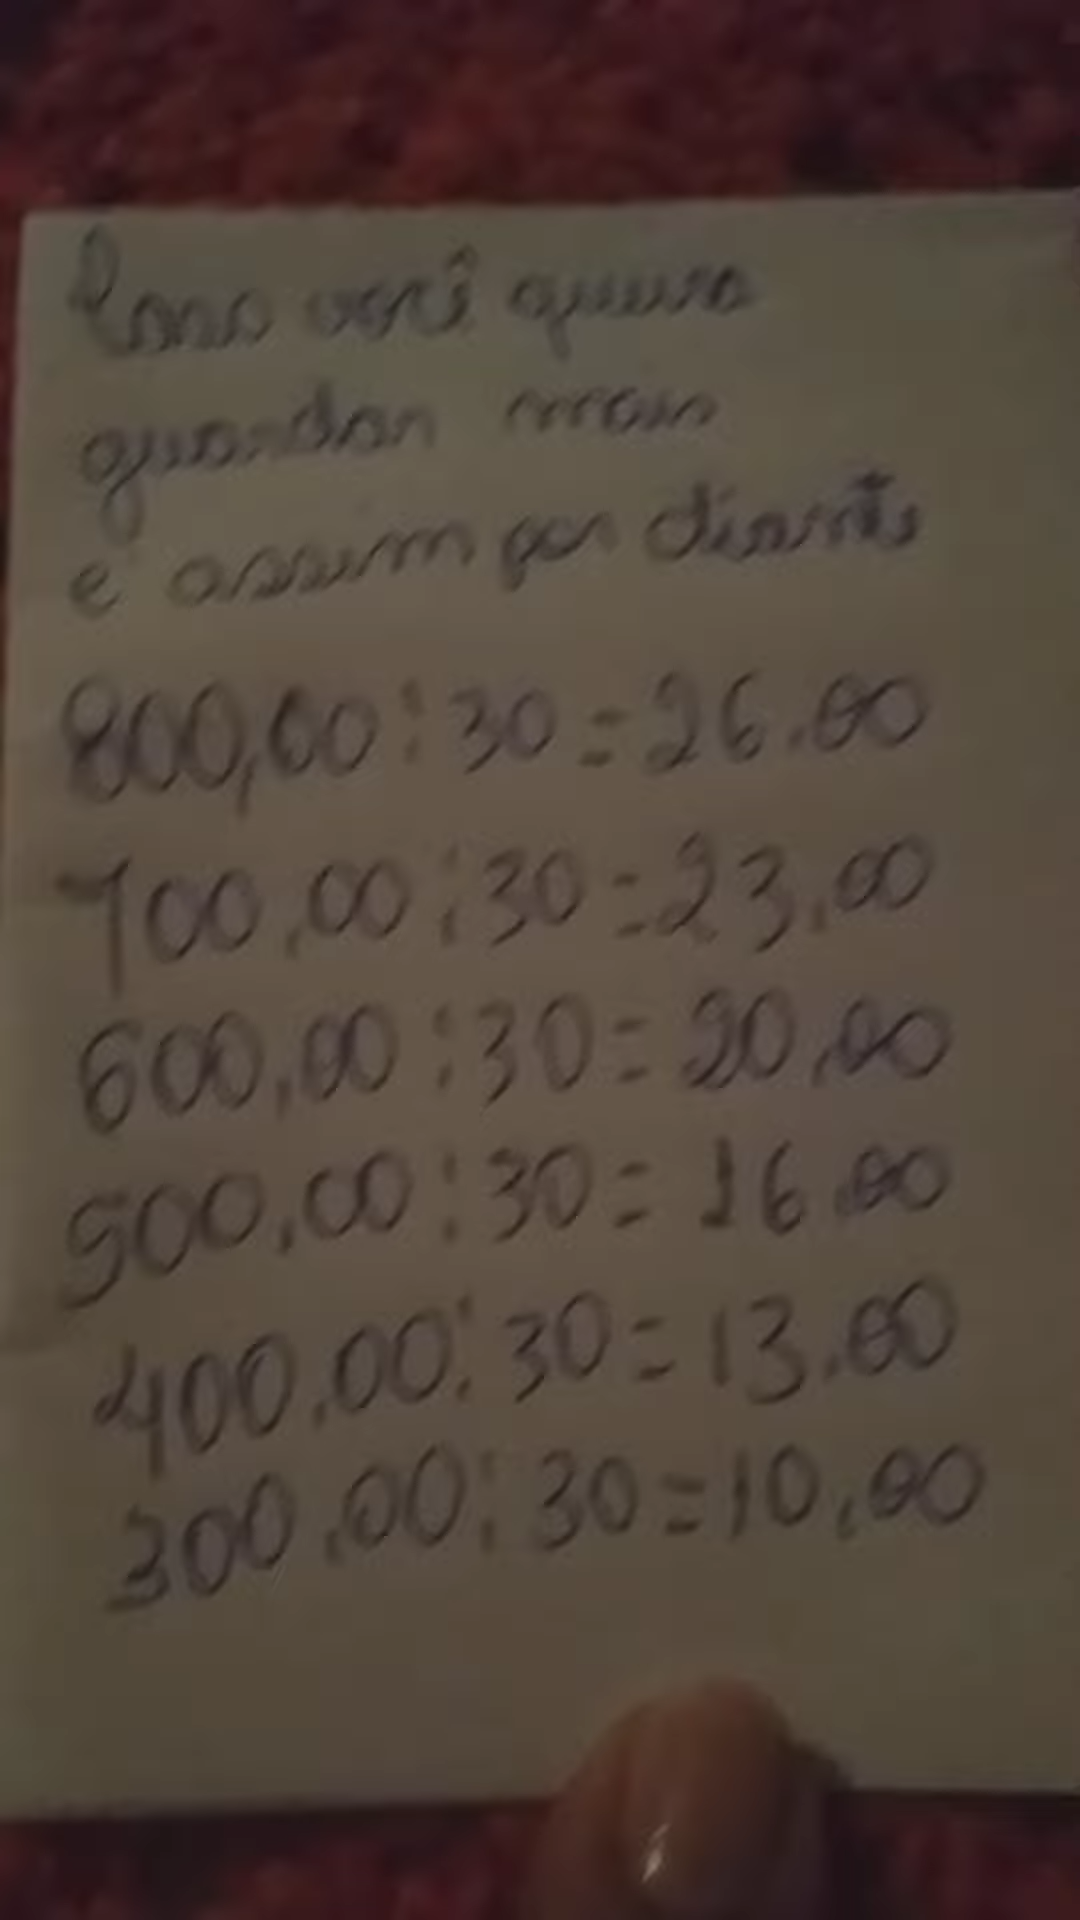 Caso você queira
guardar mais
e assim por diante
800,00:30=26.00
700,00:30=23,00
600,00:30=20,00
500,00:30=16.00
400,00:30=13.00
300,00:30=10,00